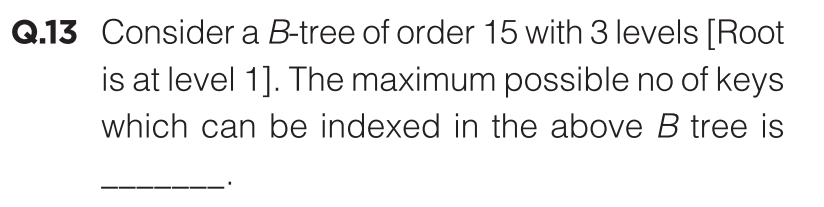 Q.13 Consider a B-tree of order 15 with 3 levels [Root
is at level 1]. The maximum possible no of keys
which can be indexed in the above B tree is
_______.